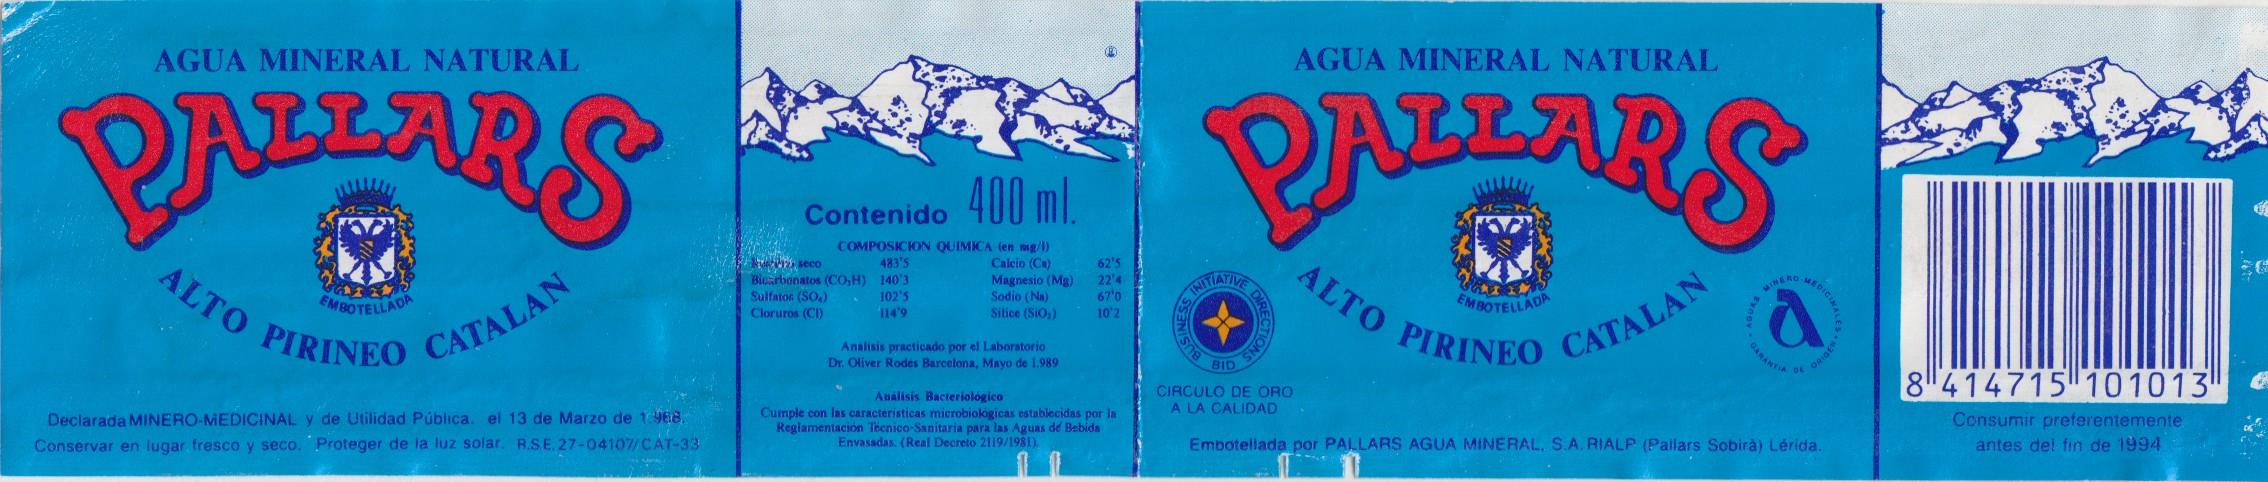 AGUA MINERAL NATURAL
PALLARS
EMBOTELLADA
ALTO PIRINEO CATALAN
Declarada MINERO-MEDICINAL y de Utilidad Pública. el 13 de Marzo de 1.968.
Conservar en lugar fresco y seco. Proteger de la luz solar. R.S.E. 27-04107/CAT-33
Contenido 400 ml.
COMPOSICION QUIMICA (en mg/l)
seco 483'5 Calcio (Ca) 62'5
Bicarbonatos (CO₃H) 140'3 Magnesio (Mg) 22'4
Sulfatos (SO₄) 102'5 Sodio (Na) 67'0
Cloruros (Cl) 114'9 Sílice (SiO₂) 10'2
Analisis practicado por el Laboratorio
Dr. Oliver Rodés Barcelona, Mayo de 1.989
Análisis Bacteriológico
Cumple con las características microbiológicas establecidas por la
Reglamentación Técnico-Sanitaria para las Aguas de Bebida
Envasadas. (Real Decreto 2119/1981).
AGUA MINERAL NATURAL
PALLARS
EMBOTELLADA
ALTO PIRINEO CATALAN
BUSINESS INITIATIVE DIRECTIONS
BID
CIRCULO DE ORO
A LA CALIDAD
AGUAS MINERO-MEDICINALES
GARANTIA DE ORIGEN
a
Embotellada por PALLARS AGUA MINERAL, S.A. RIALP (Pallars Sobirà) Lérida.
8 414715 101013
Consumir preferentemente
antes del fin de 1994